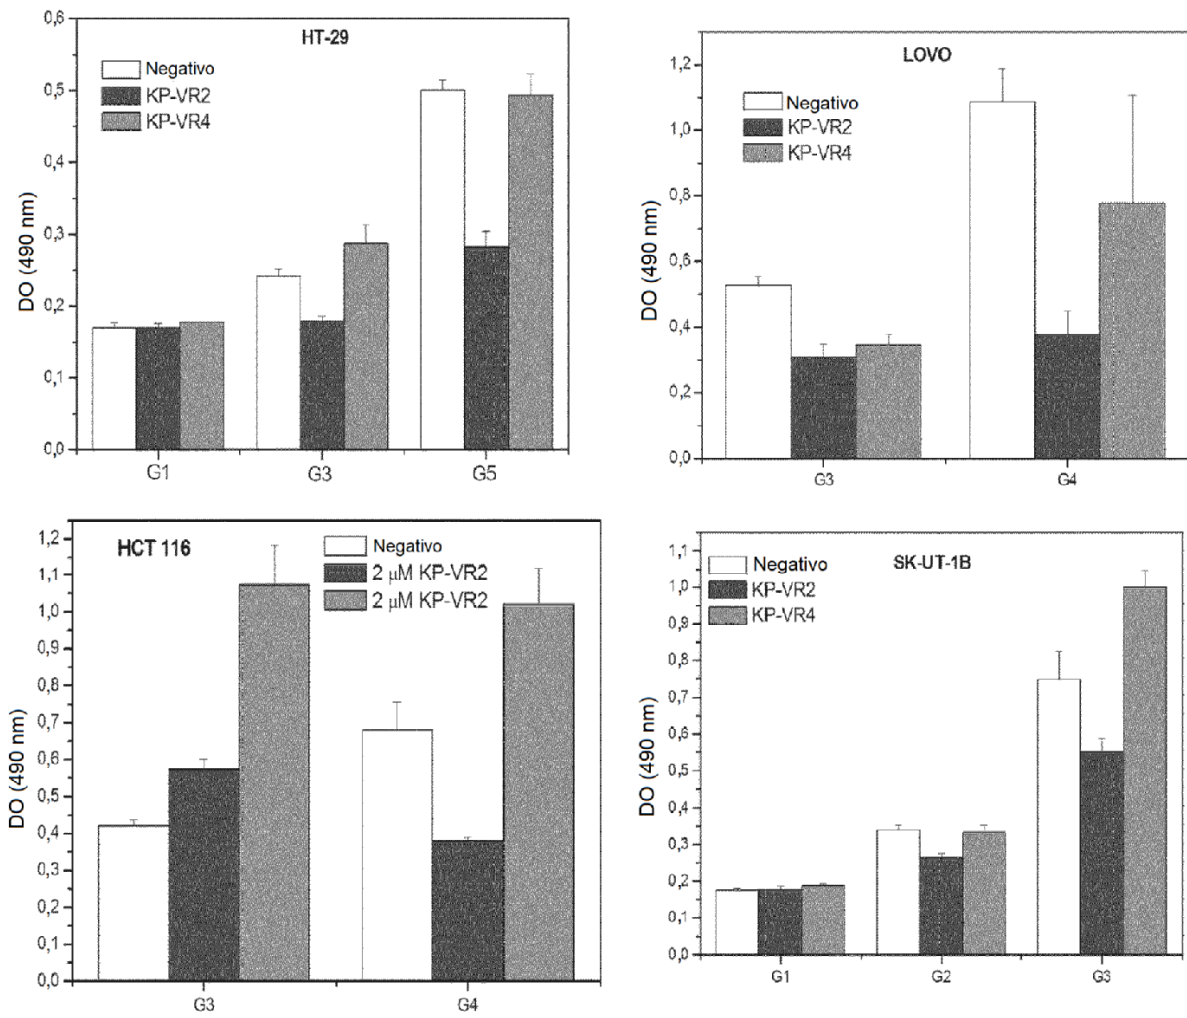 HT-29
Negativo
KP-VR2
KP-VR4
DO (490 nm)
0,6
0,5
0,4
0,3
0,2
0,1
0,0
G1 G3 G5
LOVO
Negativo
KP-VR2
KP-VR4
DO (490 nm)
1,2
1,0
0,8
0,6
0,4
0,2
0,0
G3 G4
HCT 116
Negativo
2 µM KP-VR2
2 µM KP-VR2
DO (490 nm)
1,2
1,1
1,0
0,9
0,8
0,7
0,6
0,5
0,4
0,3
0,2
0,1
0,0
G3 G4
SK-UT-1B
Negativo
KP-VR2
KP-VR4
DO (490 nm)
1,1
1,0
0,9
0,8
0,7
0,6
0,5
0,4
0,3
0,2
0,1
0,0
G1 G2 G3